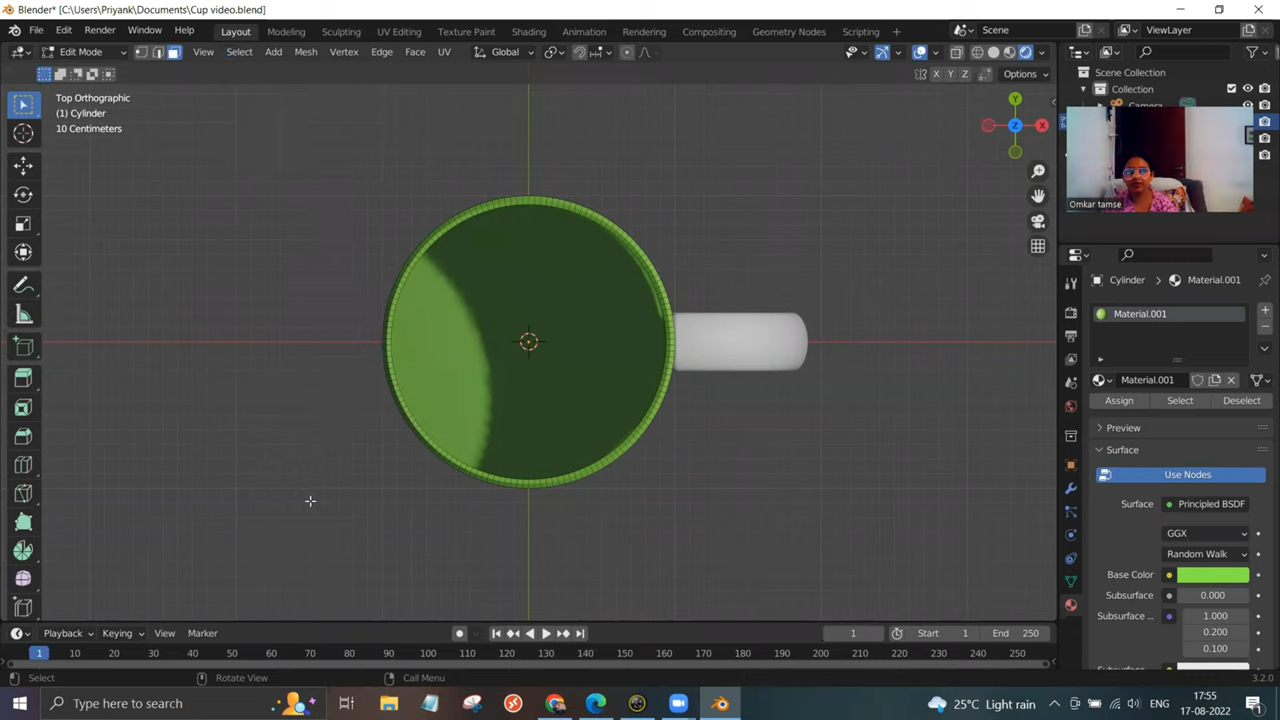 Blender* [C:\Users\Priyank\Documents\Cup video.blend]
File Edit Render Window Help Layout Modeling Sculpting UV Editing Texture Paint Shading Animation Rendering Compositing Geometry Nodes Scripting + Scene ViewLayer
Edit Mode View Select Add Mesh Vertex Edge Face UV Global
X Y Z Options
Scene Collection
Collection
Camera
Top Orthographic
(1) Cylinder
10 Centimeters
Y
Z X
Omkar tamse
Cylinder > Material.001
Material.001
Material.001
Assign Select Deselect
Preview
Surface
Use Nodes
Surface Principled BSDF
GGX
Random Walk
Base Color
Subsurface 0.000
Subsurface ... 1.000
0.200
0.100
Playback Keying View Marker 1 Start 1 End 250
1 10 20 30 40 50 60 70 80 90 100 110 120 130 140 150 160 170 180 190 200 210 220 230 240 250
Select Rotate View Call Menu 3.2.0
Type here to search 25°C Light rain ENG 17:55
17-08-2022